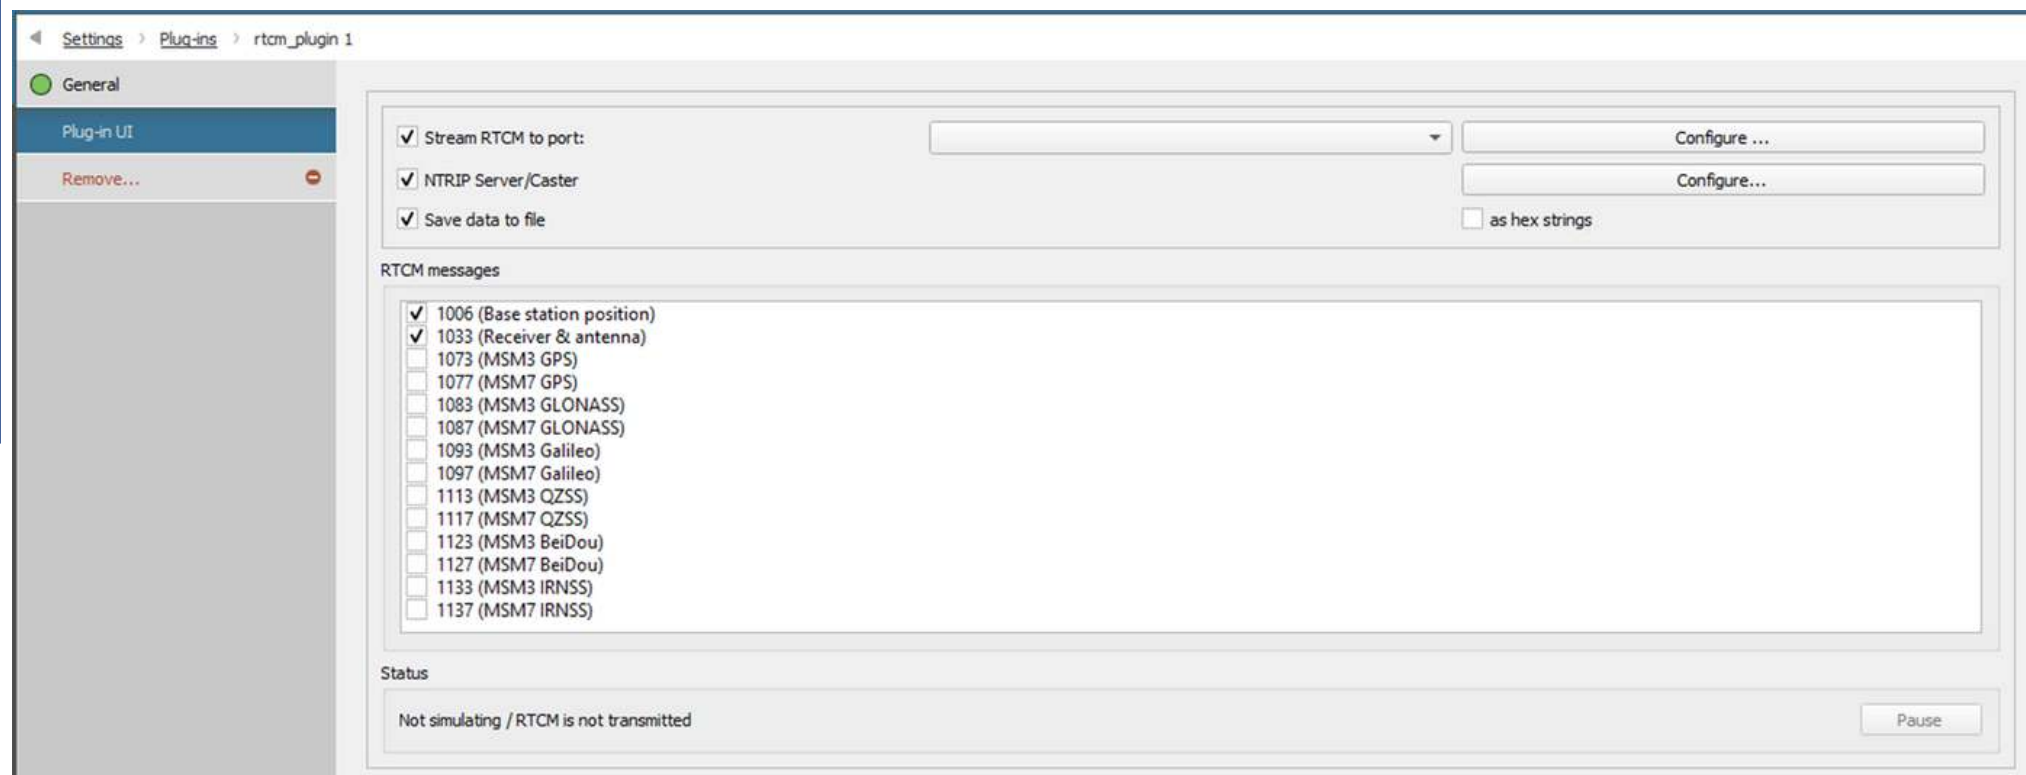 Settings > Plug-ins > rtcm_plugin 1
General
Plug-in UI
Remove...
Stream RTCM to port:
Configure ...
NTRIP Server/Caster
Configure...
Save data to file
as hex strings
RTCM messages
1006 (Base station position)
1033 (Receiver & antenna)
1073 (MSM3 GPS)
1077 (MSM7 GPS)
1083 (MSM3 GLONASS)
1087 (MSM7 GLONASS)
1093 (MSM3 Galileo)
1097 (MSM7 Galileo)
1113 (MSM3 QZSS)
1117 (MSM7 QZSS)
1123 (MSM3 BeiDou)
1127 (MSM7 BeiDou)
1133 (MSM3 IRNSS)
1137 (MSM7 IRNSS)
Status
Not simulating / RTCM is not transmitted
Pause